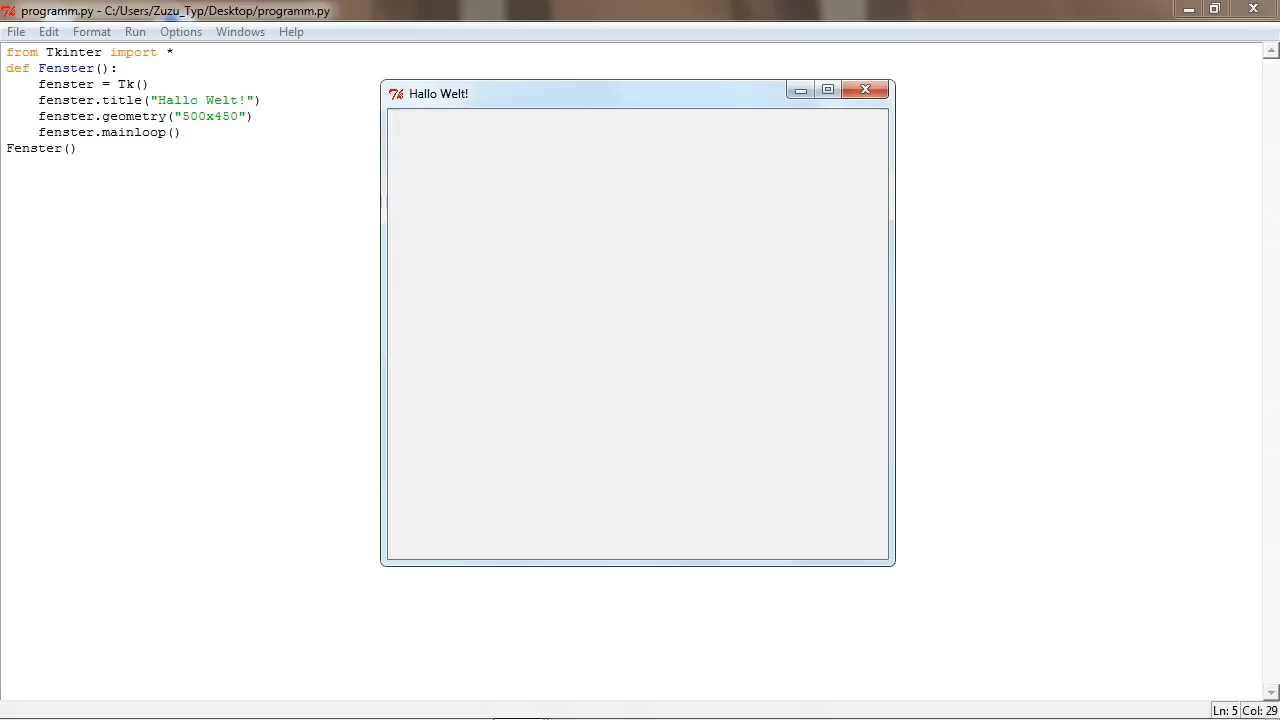 programm.py - C:/Users/Zuzu_Typ/Desktop/programm.py
File Edit Format Run Options Windows Help
from Tkinter import *
def Fenster():
    fenster = Tk()
    fenster.title("Hallo Welt!")
    fenster.geometry("500x450")
    fenster.mainloop()
Fenster()
Hallo Welt!
Ln: 5 Col: 29